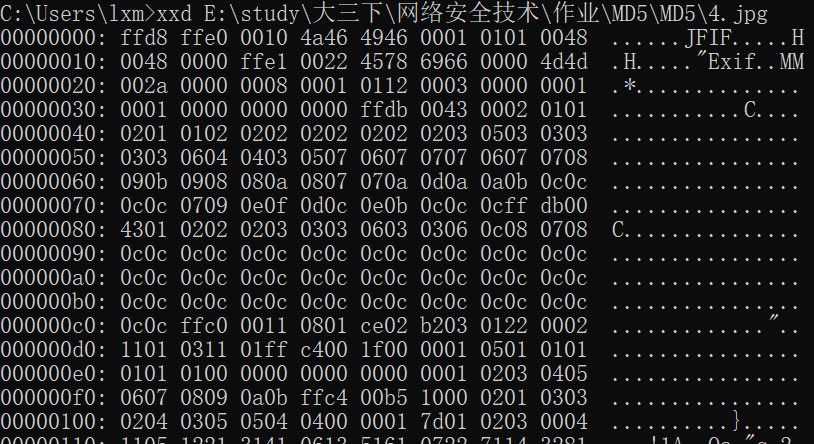 C:\Users\lxm>xxd E:\study\大三下\网络安全技术\作业\MD5\MD5\4.jpg
00000000: ffd8 ffe0 0010 4a46 4946 0001 0101 0048  ......JFIF.....H
00000010: 0048 0000 ffe1 0022 4578 6966 0000 4d4d  .H....."Exif..MM
00000020: 002a 0000 0008 0001 0112 0003 0000 0001  .*..............
00000030: 0001 0000 0000 0000 ffdb 0043 0002 0101  ...........C....
00000040: 0201 0102 0202 0202 0202 0203 0503 0303  ................
00000050: 0303 0604 0403 0507 0607 0707 0607 0708  ................
00000060: 090b 0908 080a 0807 070a 0d0a 0a0b 0c0c  ................
00000070: 0c0c 0709 0e0f 0d0c 0e0b 0c0c 0cff db00  ................
00000080: 4301 0202 0203 0303 0603 0306 0c08 0708  C...............
00000090: 0c0c 0c0c 0c0c 0c0c 0c0c 0c0c 0c0c 0c0c  ................
000000a0: 0c0c 0c0c 0c0c 0c0c 0c0c 0c0c 0c0c 0c0c  ................
000000b0: 0c0c 0c0c 0c0c 0c0c 0c0c 0c0c 0c0c 0c0c  ................
000000c0: 0c0c ffc0 0011 0801 ce02 b203 0122 0002  ............."..
000000d0: 1101 0311 01ff c400 1f00 0001 0501 0101  ................
000000e0: 0101 0100 0000 0000 0000 0001 0203 0405  ................
000000f0: 0607 0809 0a0b ffc4 00b5 1000 0201 0303  ................
00000100: 0204 0305 0504 0400 0001 7d01 0203 0004  ..........}.....